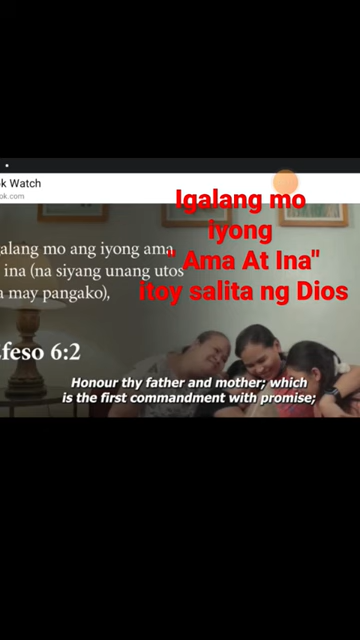 ok Watch
ok.com
Igalang mo
iyong
" Ama At Ina"
itoy salita ng Dios
galang mo ang iyong ama
ina (na siyang unang utos
a may pangako),
feso 6:2
Honour thy father and mother; which
is the first commandment with promise;